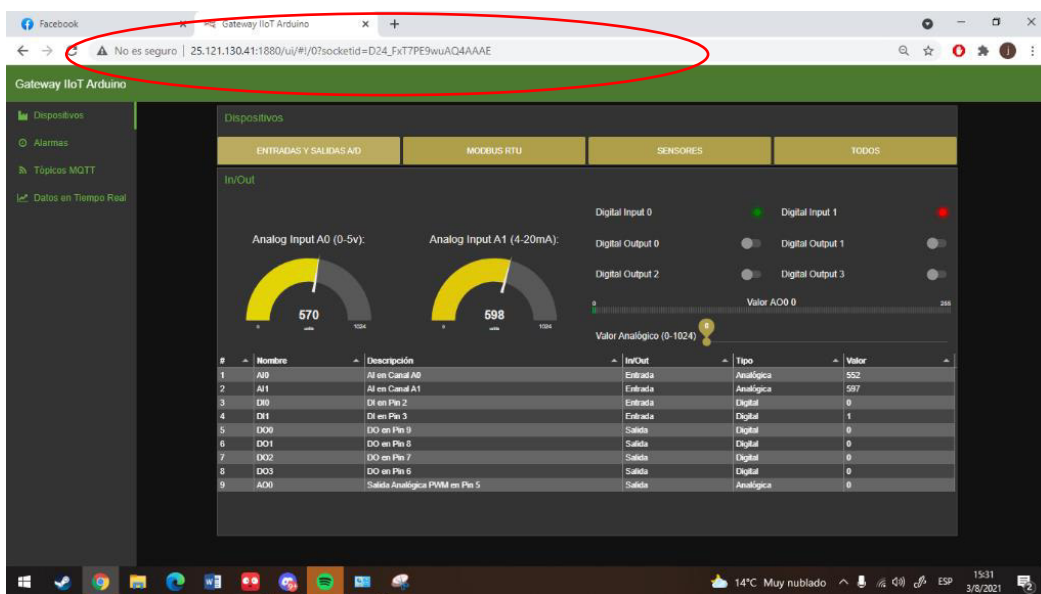 Facebook
Gateway IIoT Arduino
No es seguro | 25.121.130.41:1880/ui/#!/0?socketid=D24_FxT7PE9wuAQ4AAAE
Gateway IIoT Arduino
Dispositivos
Alarmas
Tópicos MQTT
Datos en Tiempo Real
Dispositivos
ENTRADAS Y SALIDAS A/D MODBUS RTU SENSORES TODOS
In/Out
Digital Input 0 Digital Input 1
Analog Input A0 (0-5v): Analog Input A1 (4-20mA):
Digital Output 0 Digital Output 1
Digital Output 2 Digital Output 3
0 Valor AO0 0 255
570 598
0 units 1024 0 units 1024
Valor Analógico (0-1024) 0
# Nombre Descripción In/Out Tipo Valor
1 AI0 AI en Canal A0 Entrada Analógica 552
2 AI1 AI en Canal A1 Entrada Analógica 597
3 DI0 DI en Pin 2 Entrada Digital 0
4 DI1 DI en Pin 3 Entrada Digital 1
5 DO0 DO en Pin 9 Salida Digital 0
6 DO1 DO en Pin 8 Salida Digital 0
7 DO2 DO en Pin 7 Salida Digital 0
8 DO3 DO en Pin 6 Salida Digital 0
9 AO0 Salida Analógica PWM en Pin 5 Salida Analógica 0
14°C Muy nublado ESP 15:31
3/8/2021